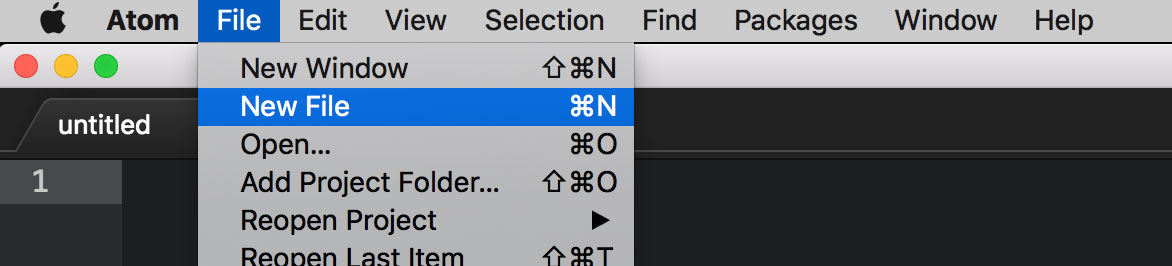 Atom File Edit View Selection Find Packages Window Help
New Window ⇧⌘N
New File ⌘N
untitled
Open... ⌘O
Add Project Folder... ⇧⌘O
1
Reopen Project ▶
Reopen Last Item ⇧⌘T